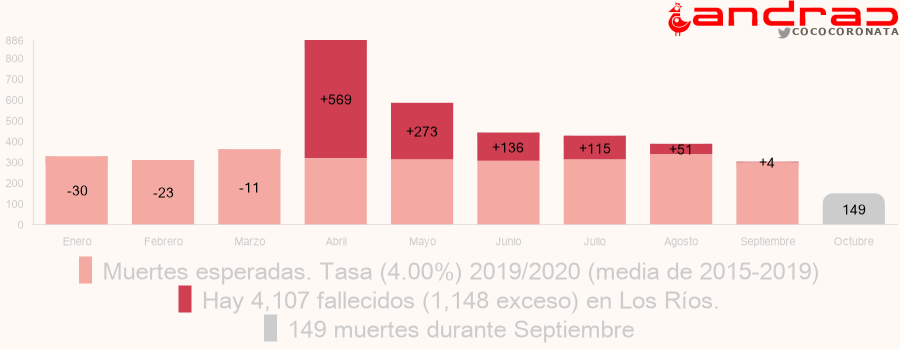 andrab
COCOCORONATA
886
800
700
600
500
400
300
200
100
0
-30
-23
-11
+569
+273
+136
+115
+51
+4
149
Enero
Febrero
Marzo
Abril
Mayo
Junio
Julio
Agosto
Septiembre
Octubre
Muertes esperadas. Tasa (4.00%) 2019/2020 (media de 2015-2019)
Hay 4,107 fallecidos (1,148 exceso) en Los Ríos.
149 muertes durante Septiembre